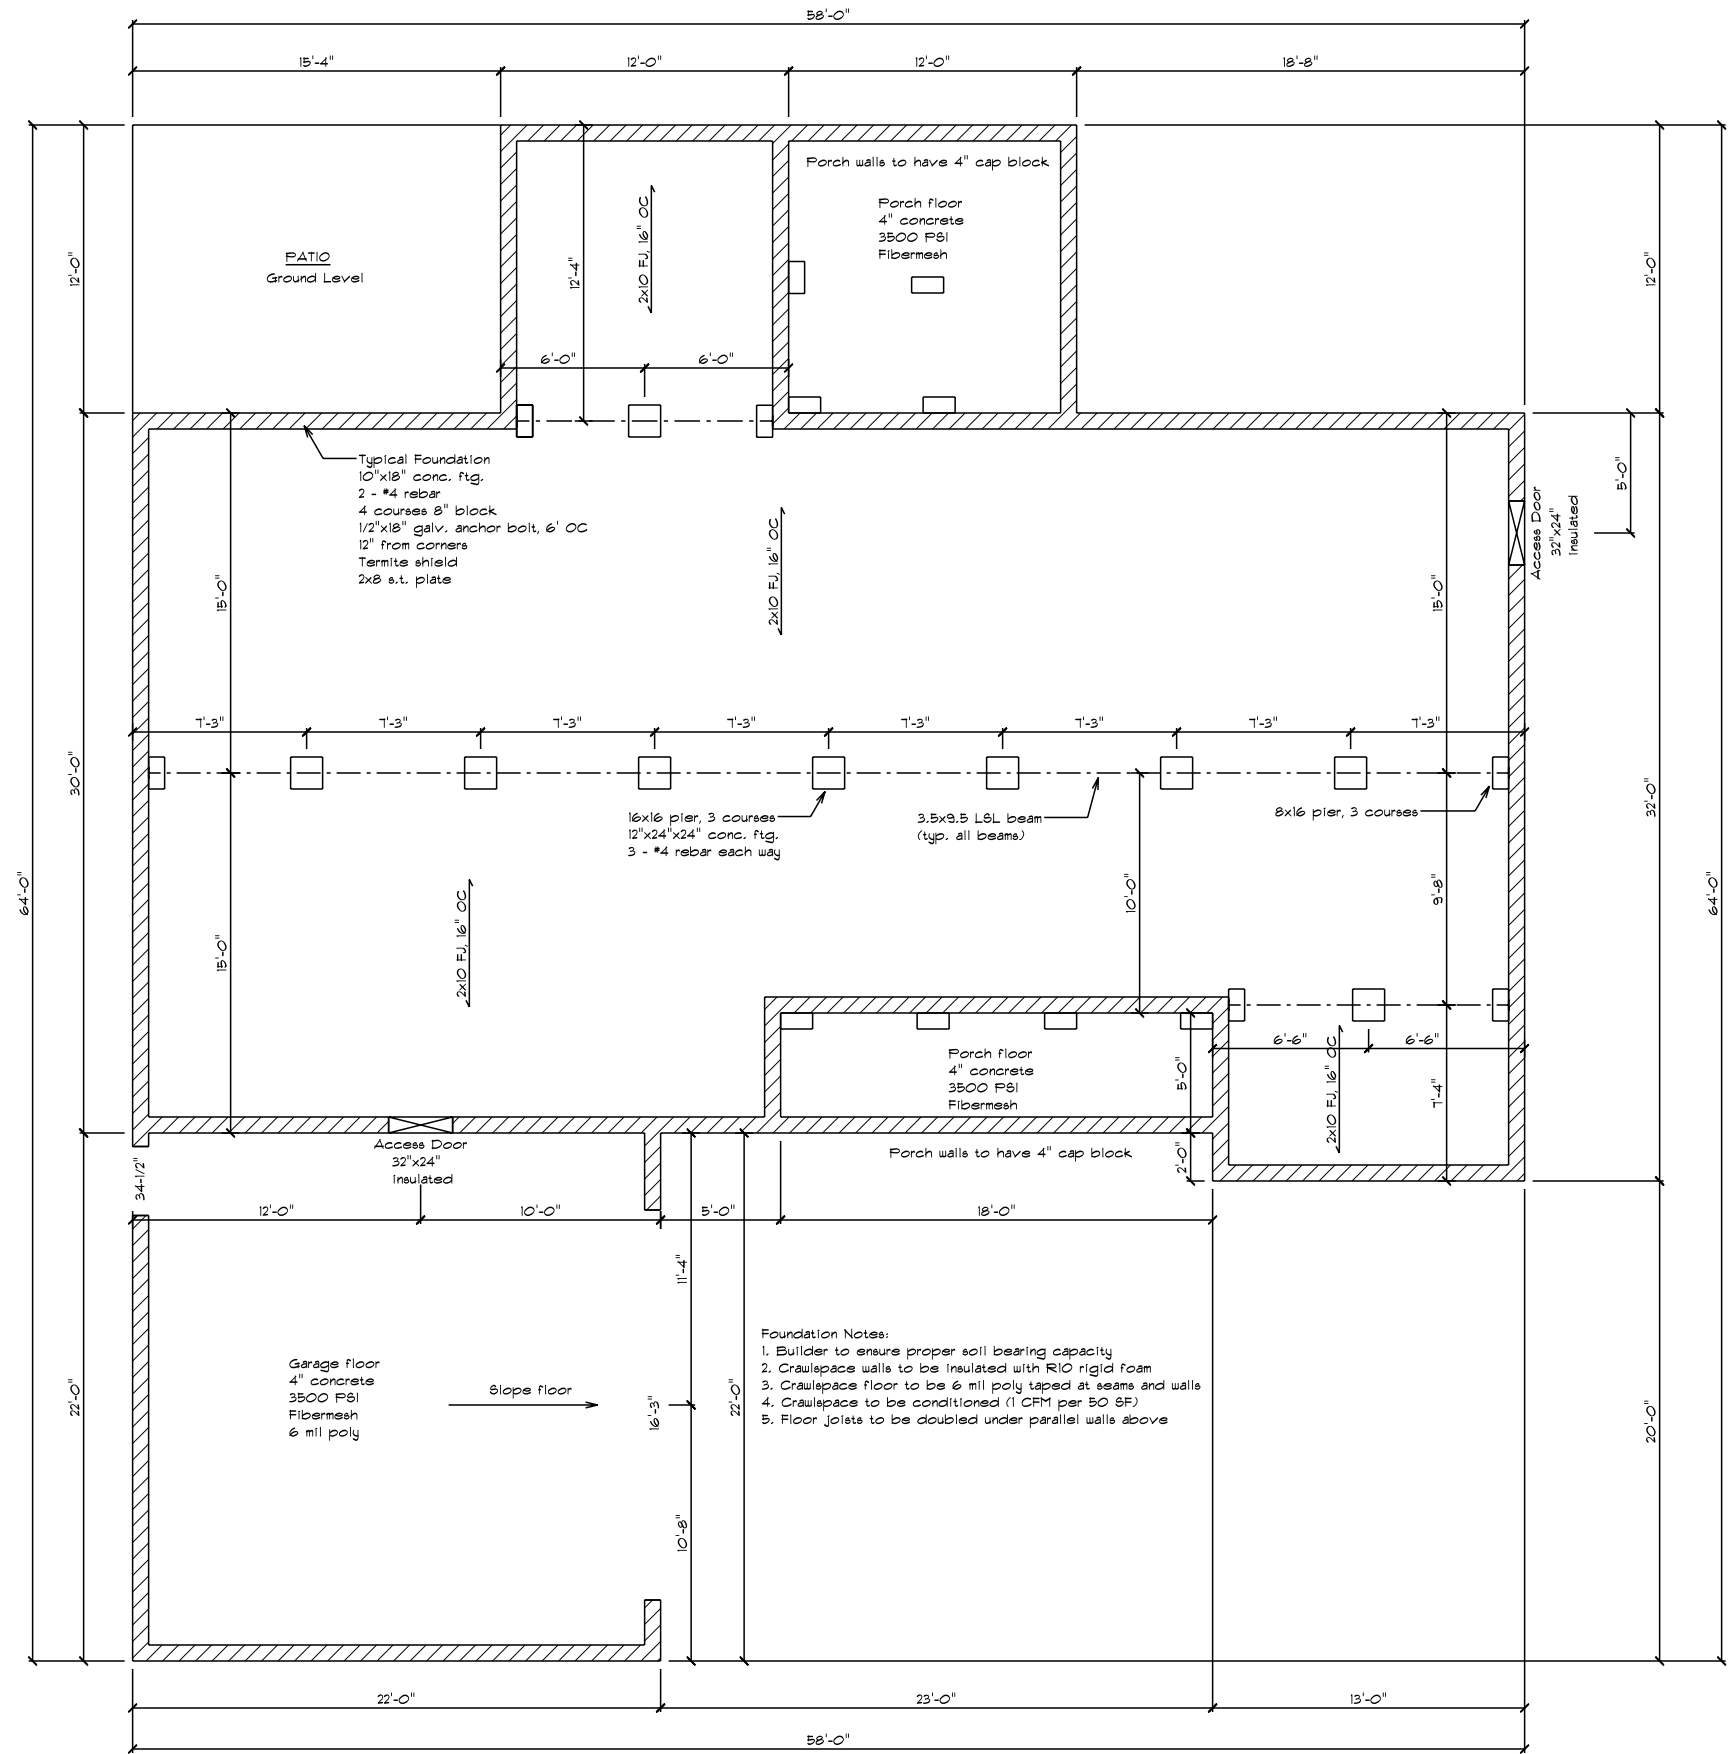 58'-0"
15'-4"
12'-0"
12'-0"
18'-8"
Porch walls to have 4" cap block
Porch floor
4" concrete
3500 PSI
Fibermesh
2x10 FJ, 16" OC
PATIO
Ground Level
12'-0"
12'-4"
12'-0"
6'-0"
6'-0"
Typical Foundation
10"x18" conc. ftg.
2 - #4 rebar
4 courses 8" block
1/2"x18" galv. anchor bolt, 6' OC
12" from corners
Termite shield
2x8 s.t. plate
5'-0"
Access Door
32"x24"
insulated
2x10 FJ, 16" OC
15'-0"
15'-0"
7'-3"
7'-3"
7'-3"
7'-3"
7'-3"
7'-3"
7'-3"
7'-3"
30'-0"
32'-0"
16x16 pier, 3 courses
12"x24"x24" conc. ftg.
3 - #4 rebar each way
3.5x9.5 LSL beam
(typ. all beams)
8x16 pier, 3 courses
64'-0"
64'-0"
10'-0"
9'-8"
15'-0"
2x10 FJ, 16" OC
6'-6"
6'-6"
Porch floor
4" concrete
3500 PSI
Fibermesh
5'-0"
7'-4"
2x10 FJ, 16" OC
Access Door
32"x24"
insulated
Porch walls to have 4" cap block
2'-0"
34-1/2"
12'-0"
10'-0"
5'-0"
18'-0"
11'-4"
Foundation Notes:
1. Builder to ensure proper soil bearing capacity
2. Crawlspace walls to be insulated with R10 rigid foam
3. Crawlspace floor to be 6 mil poly taped at seams and walls
4. Crawlspace to be conditioned (1 CFM per 50 SF)
5. Floor joists to be doubled under parallel walls above
Garage floor
4" concrete
3500 PSI
Fibermesh
6 mil poly
Slope floor
22'-0"
16'-3"
22'-0"
20'-0"
10'-8"
22'-0"
23'-0"
13'-0"
58'-0"